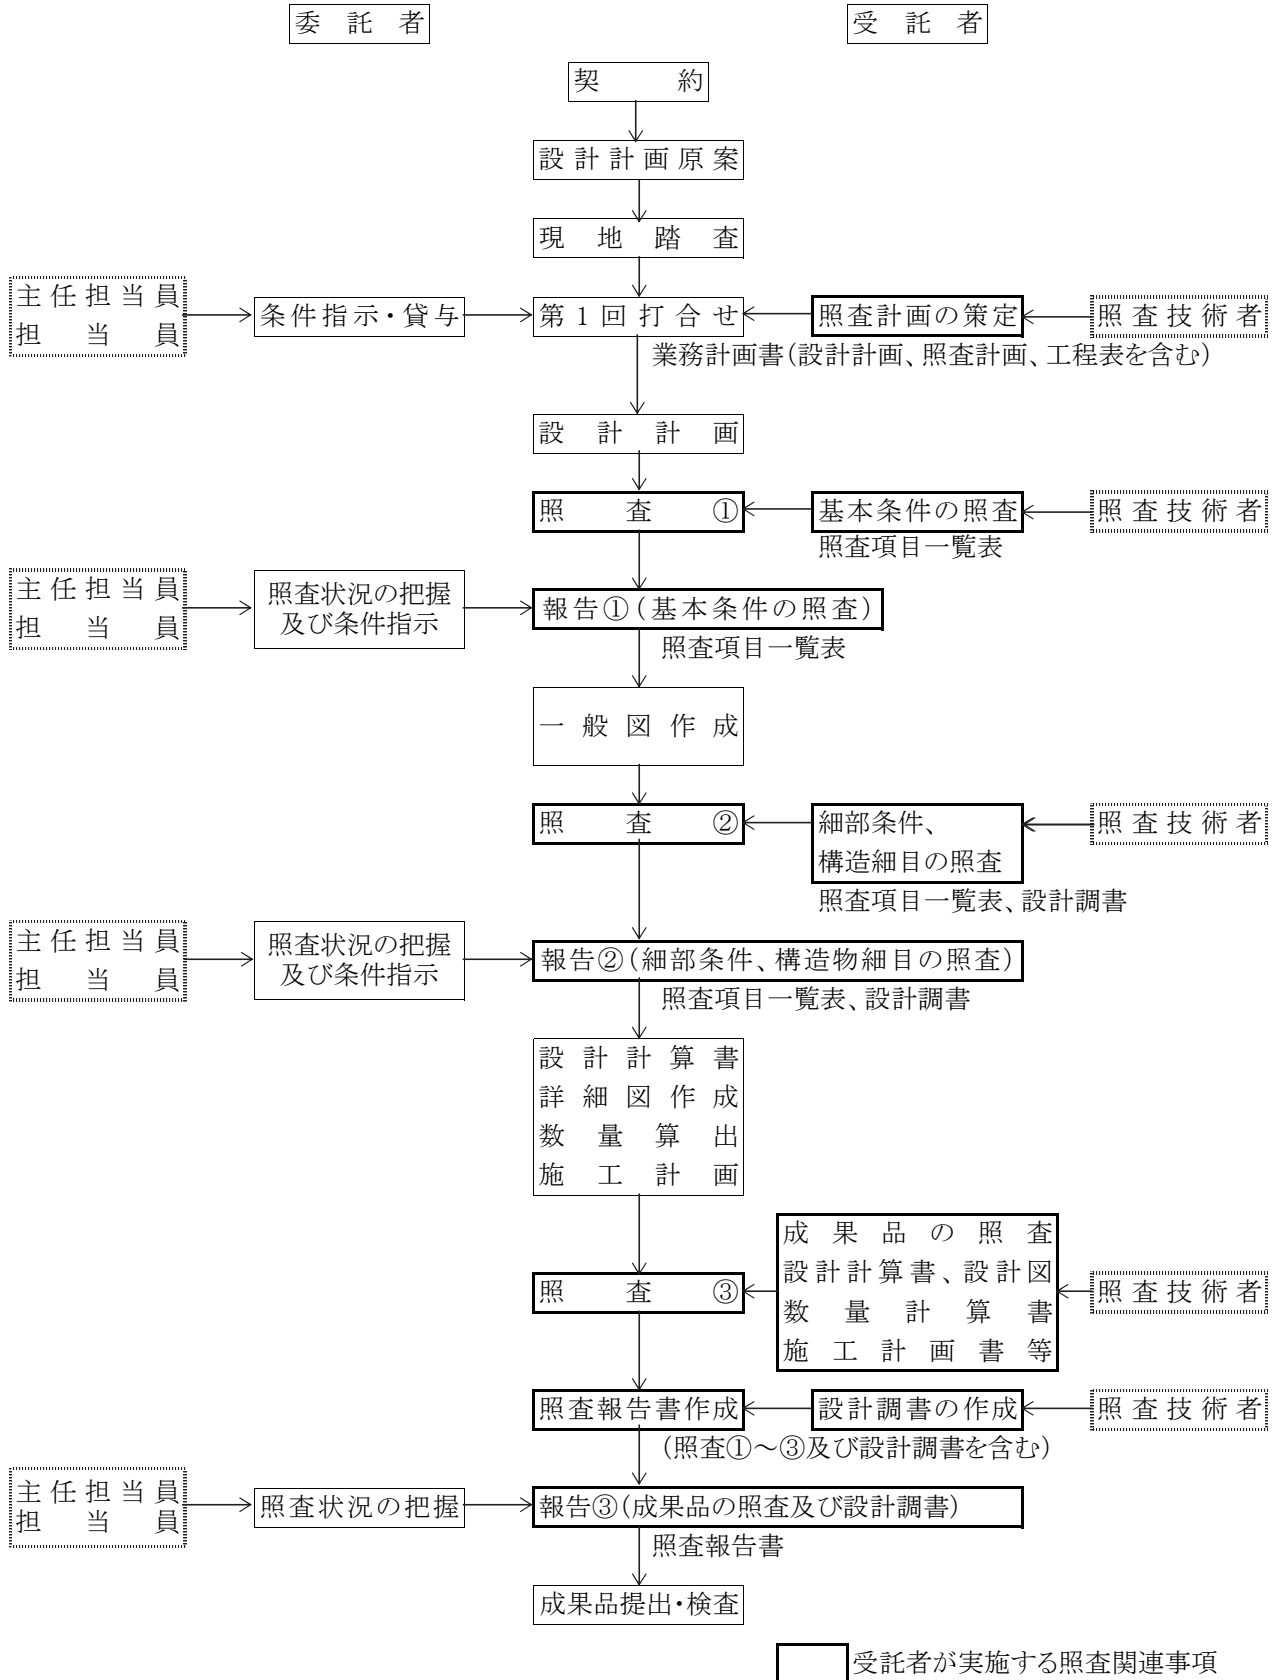 委託者
受託者
契約
設計計画原案
現地踏査
主任担当員
担当員
条件指示・貸与
第1回打合せ
照査計画の策定
照査技術者
業務計画書(設計計画、照査計画、工程表を含む)
設計計画
照査①
基本条件の照査
照査技術者
照査項目一覧表
主任担当員
担当員
照査状況の把握
及び条件指示
報告①(基本条件の照査)
照査項目一覧表
一般図作成
照査②
細部条件、
構造細目の照査
照査技術者
照査項目一覧表、設計調書
主任担当員
担当員
照査状況の把握
及び条件指示
報告②(細部条件、構造物細目の照査)
照査項目一覧表、設計調書
設計計算書
詳細図作成
数量算出
施工計画
照査③
成果品の照査
設計計算書、設計図
数量計算書
施工計画書等
照査技術者
照査報告書作成
設計調書の作成
照査技術者
(照査①～③及び設計調書を含む)
主任担当員
担当員
照査状況の把握
報告③(成果品の照査及び設計調書)
照査報告書
成果品提出・検査
受託者が実施する照査関連事項